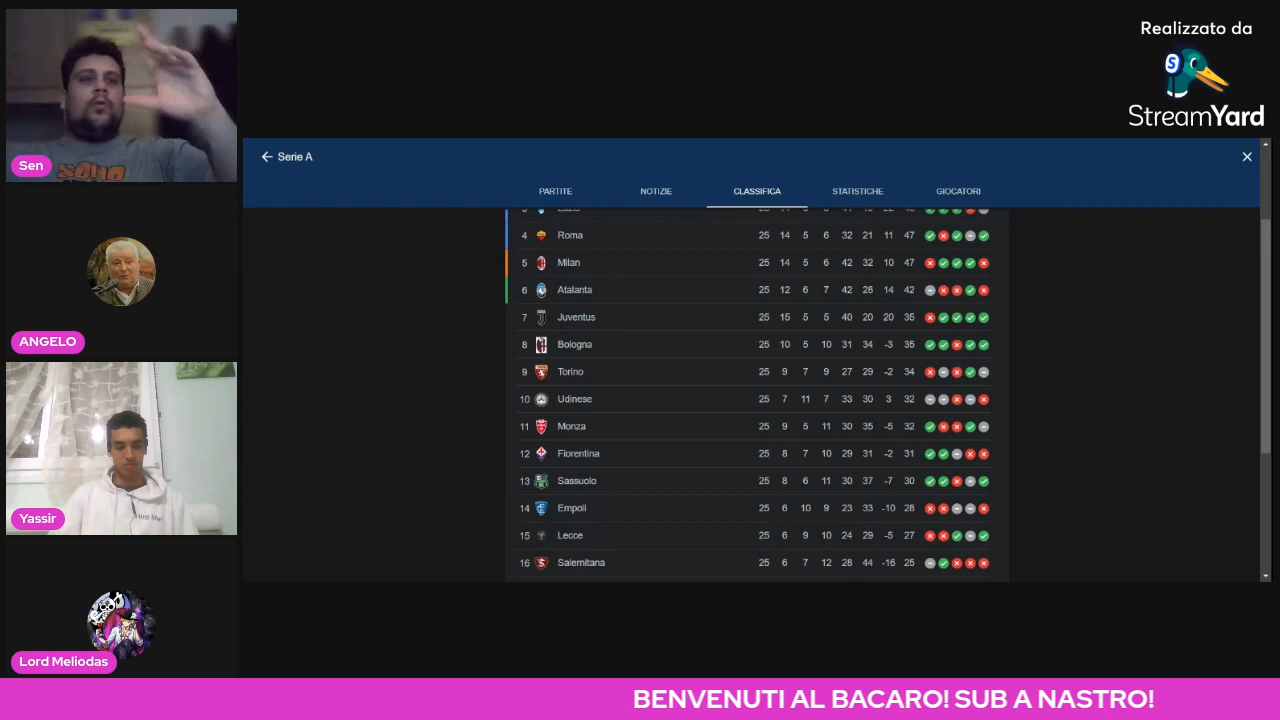 Realizzato da
StreamYard
Sen
ANGELO
Yassir
Lord Meliodas
Serie A
PARTITE NOTIZIE CLASSIFICA STATISTICHE GIOCATORI
4 Roma 25 14 5 6 32 21 11 47
5 Milan 25 14 5 6 42 32 10 47
6 Atalanta 25 12 6 7 42 28 14 42
7 Juventus 25 15 5 5 40 20 20 35
8 Bologna 25 10 5 10 31 34 -3 35
9 Torino 25 9 7 9 27 29 -2 34
10 Udinese 25 7 11 7 33 30 3 32
11 Monza 25 9 5 11 30 35 -5 32
12 Fiorentina 25 8 7 10 29 31 -2 31
13 Sassuolo 25 8 6 11 30 37 -7 30
14 Empoli 25 6 10 9 23 33 -10 28
15 Lecce 25 6 9 10 24 29 -5 27
16 Salernitana 25 6 7 12 28 44 -16 25
BENVENUTI AL BACARO! SUB A NASTRO!